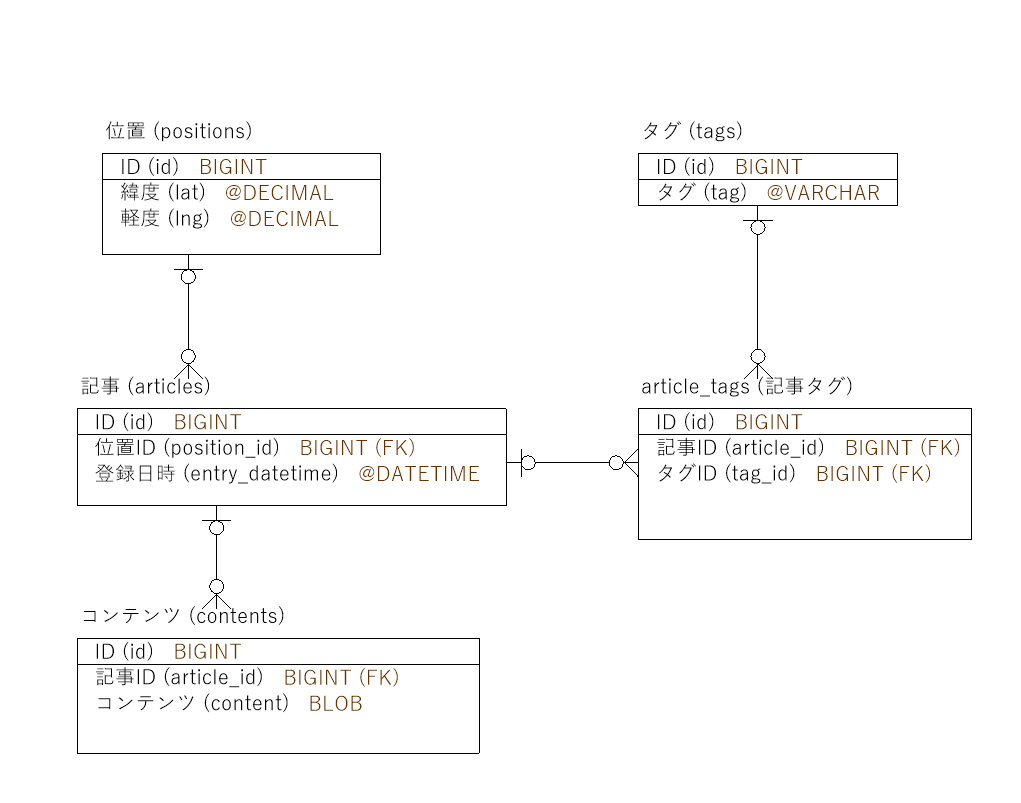 位置 (positions)
ID (id) BIGINT
緯度 (lat) @DECIMAL
軽度 (lng) @DECIMAL
タグ (tags)
ID (id) BIGINT
タグ (tag) @VARCHAR
記事 (articles)
ID (id) BIGINT
位置ID (position_id) BIGINT (FK)
登録日時 (entry_datetime) @DATETIME
article_tags (記事タグ)
ID (id) BIGINT
記事ID (article_id) BIGINT (FK)
タグID (tag_id) BIGINT (FK)
コンテンツ (contents)
ID (id) BIGINT
記事ID (article_id) BIGINT (FK)
コンテンツ (content) BLOB